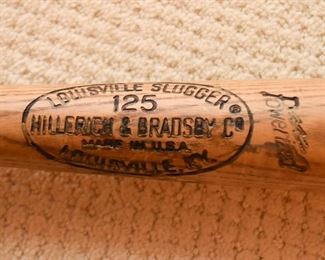 LOUISVILLE SLUGGER®
125
HILLERICH & BRADSBY Cº
MADE IN U.S.A.
LOUISVILLE, KY.
POWERIZED